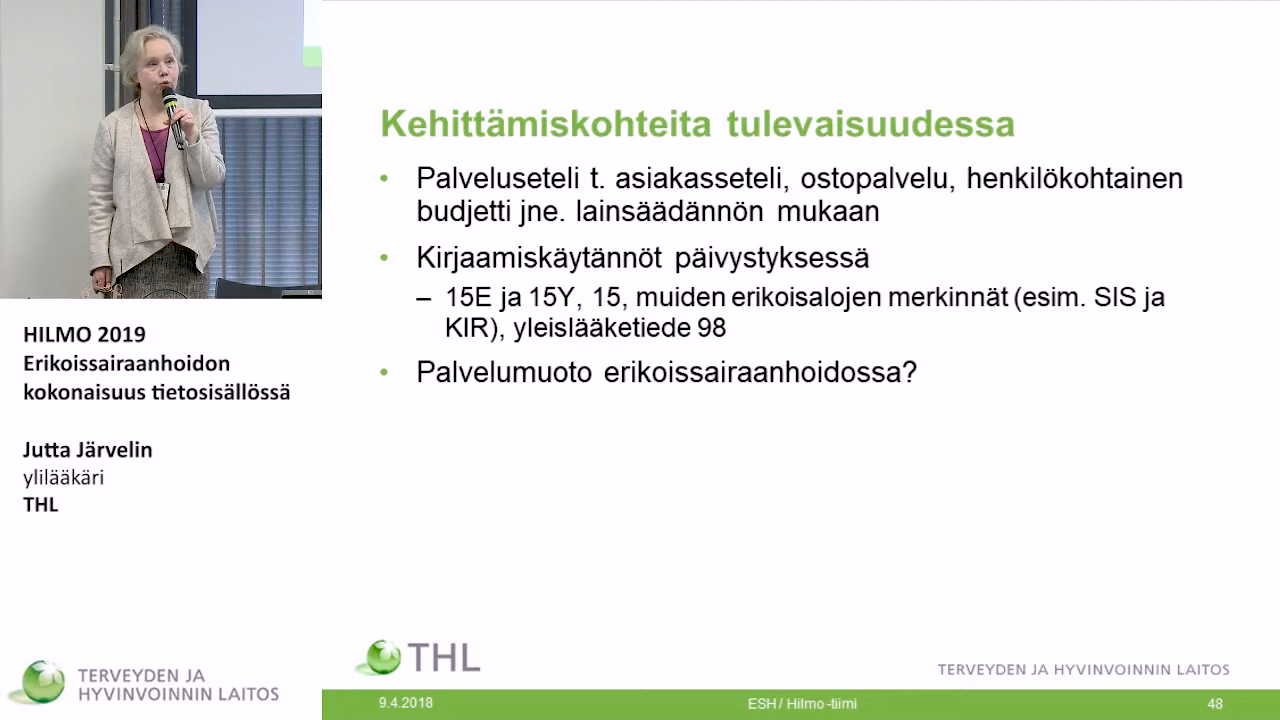 Kehittämiskohteita tulevaisuudessa
• Palveluseteli t. asiakasseteli, ostopalvelu, henkilökohtainen
budjetti jne. lainsäädännön mukaan
• Kirjaamiskäytännöt päivystyksessä
– 15E ja 15Y, 15, muiden erikoisalojen merkinnät (esim. SIS ja
KIR), yleislääketiede 98
• Palvelumuoto erikoissairaanhoidossa?
HILMO 2019
Erikoissairaanhoidon
kokonaisuus tietosisällössä
Jutta Järvelin
ylilääkäri
THL
TERVEYDEN JA
HYVINVOINNIN LAITOS
THL
TERVEYDEN JA HYVINVOINNIN LAITOS
9.4.2018
ESH / Hilmo -tiimi
48